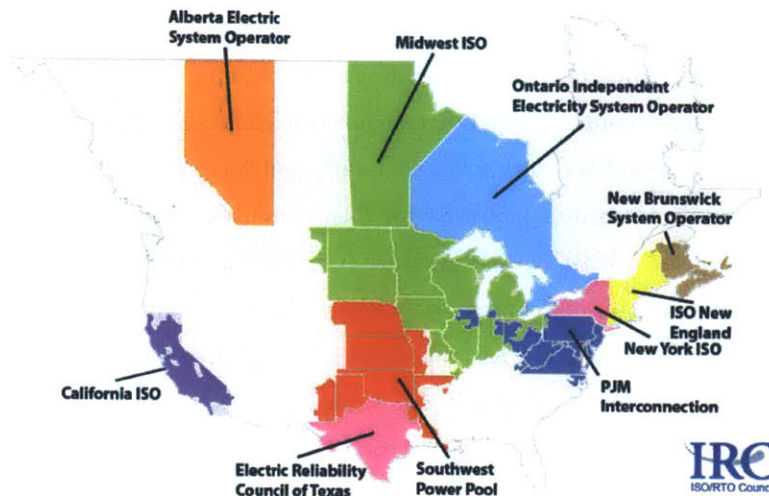 Alberta Electric
System Operator
Midwest ISO
Ontario Independent
Electricity System Operator
New Brunswick
System Operator
ISO New
England
New York ISO
PJM
Interconnection
California ISO
Electric Reliability
Council of Texas
Southwest
Power Pool
IRC
ISO/RTO Counc